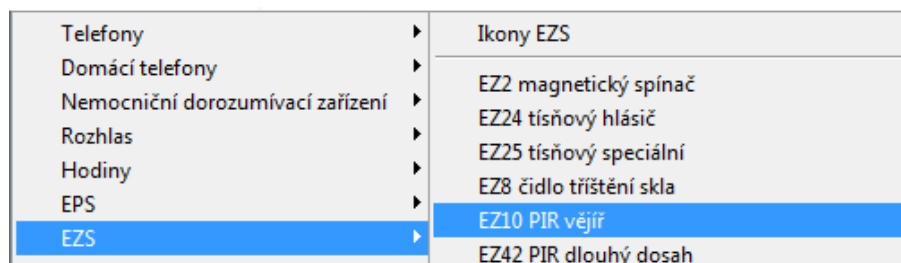 Telefony
Domácí telefony
Nemocniční dorozumívací zařízení
Rozhlas
Hodiny
EPS
EZS
Ikony EZS
EZ2 magnetický spínač
EZ24 tísňový hlásič
EZ25 tísňový speciální
EZ8 čidlo tříštění skla
EZ10 PIR vějíř
EZ42 PIR dlouhý dosah